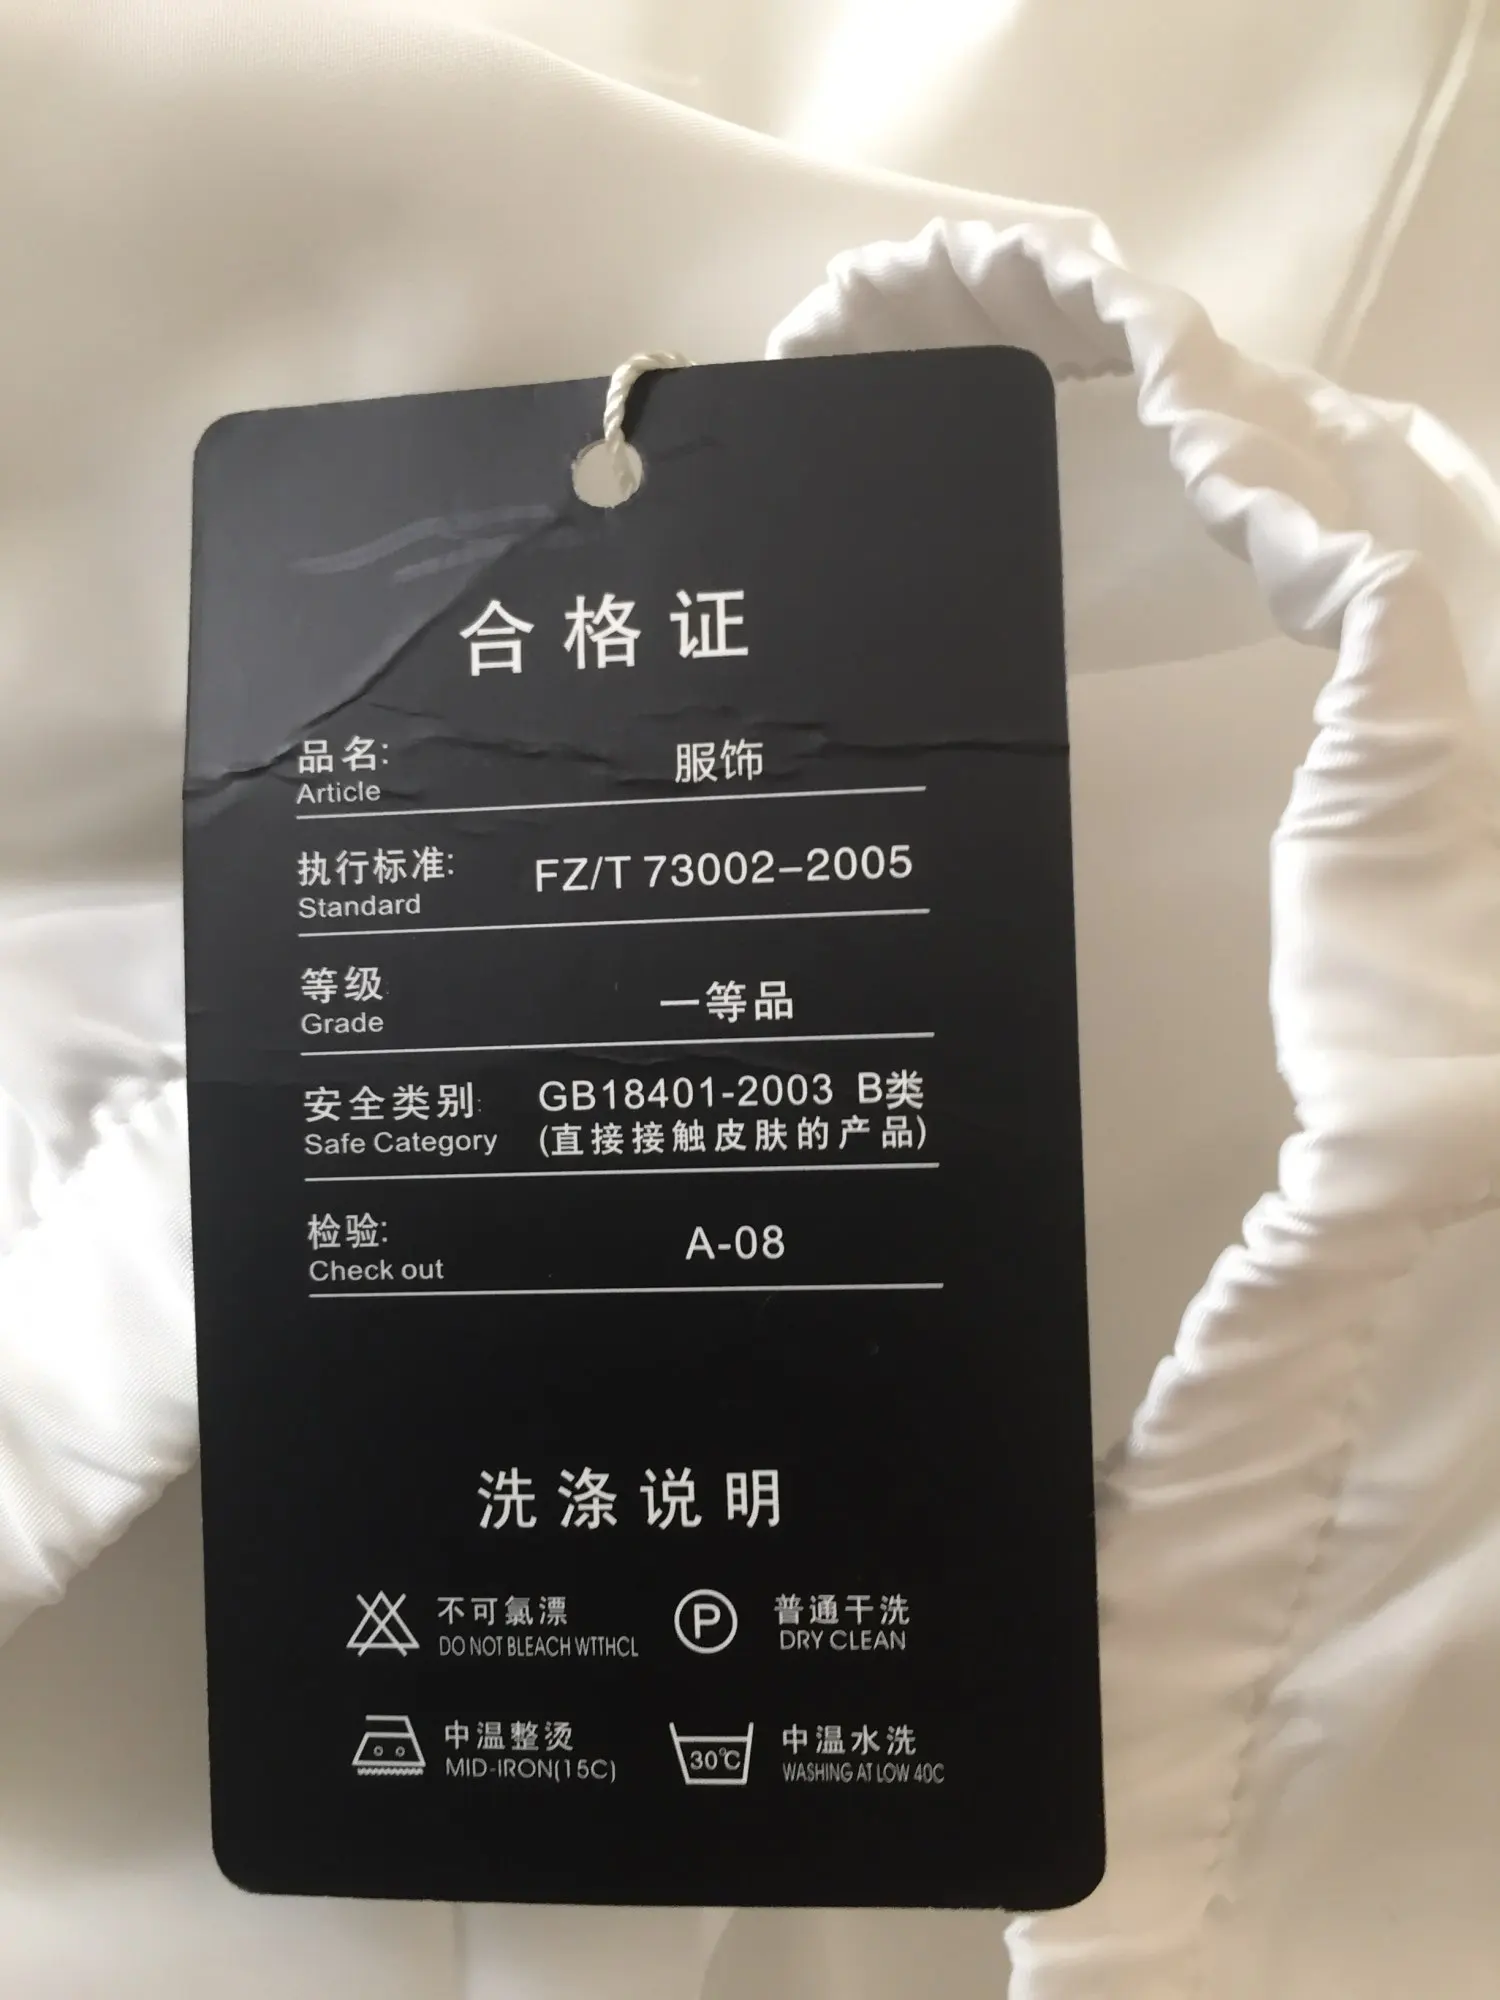 合格证
品名: 服饰
Article
执行标准: FZ/T 73002-2005
Standard
等级 一等品
Grade
安全类别: GB18401-2003 B类
Safe Category (直接接触皮肤的产品)
检验: A-08
Check out
洗涤说明
不可氯漂 P 普通干洗
DO NOT BLEACH WTTHCL DRY CLEAN
中温整烫 30℃ 中温水洗
MID-IRON(15C) WASHING AT LOW 40C